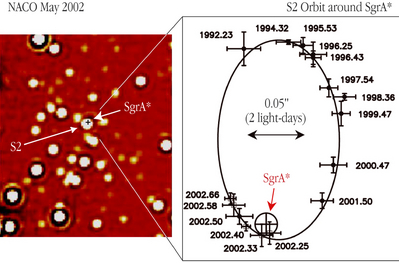 NACO May 2002
S2 Orbit around SgrA*
SgrA*
S2
1992.23
1994.32
1995.53
1996.25
1996.43
1997.54
1998.36
1999.47
0.05"
(2 light-days)
2000.47
SgrA*
2001.50
2002.66
2002.58
2002.50
2002.40
2002.33
2002.25